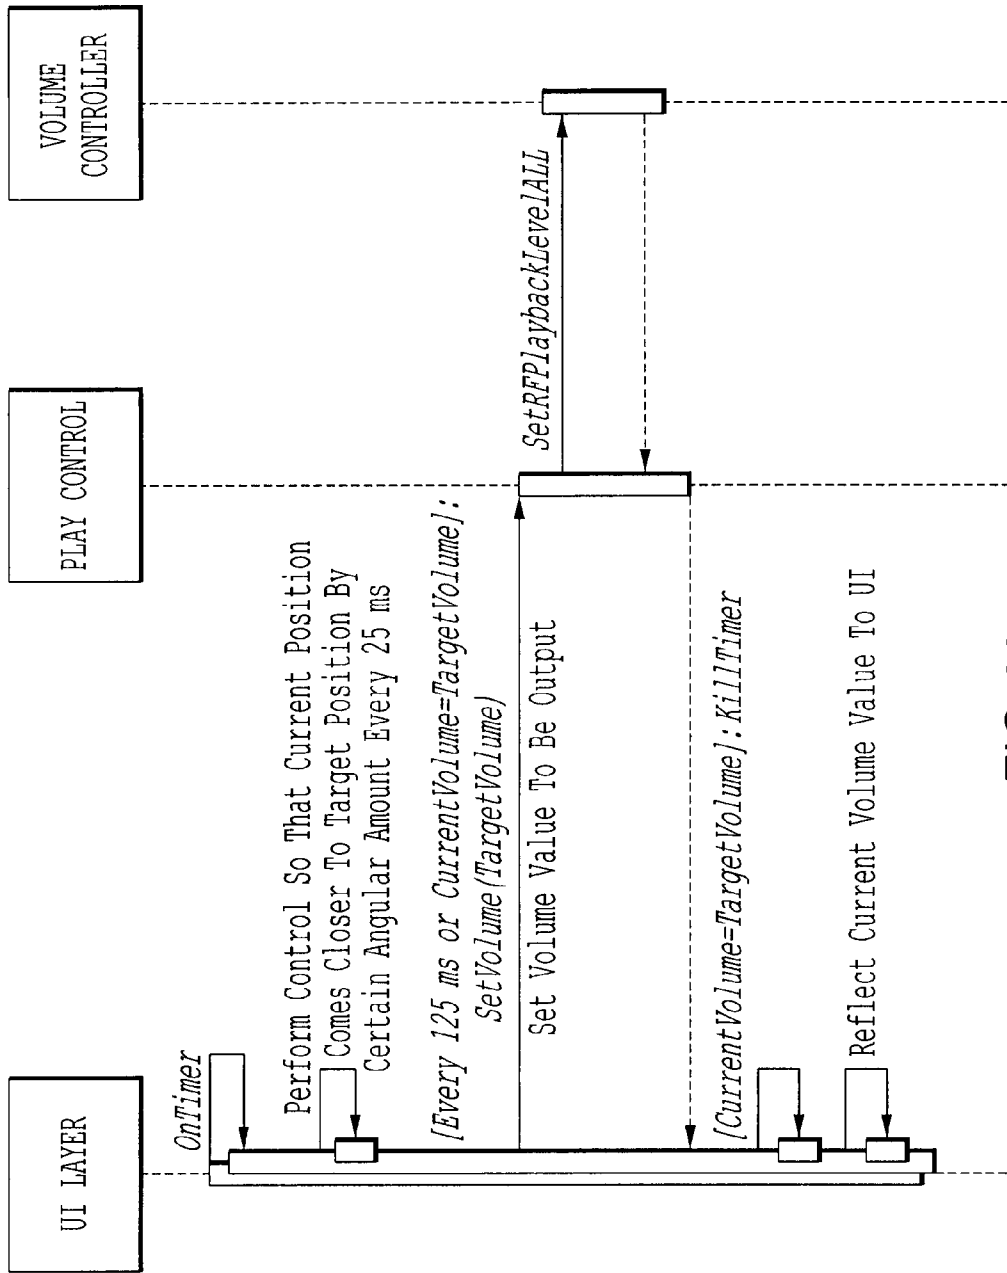 UI LAYER
PLAY CONTROL
VOLUME
CONTROLLER
OnTimer
Perform Control So That Current Position
Comes Closer To Target Position By
Certain Angular Amount Every 25 ms
[Every 125 ms or CurrentVolume=TargetVolume]:
SetVolume(TargetVolume)
Set Volume Value To Be Output
SetRFPlaybackLevelALL
[CurrentVolume=TargetVolume]:KillTimer
Reflect Current Volume Value To UI